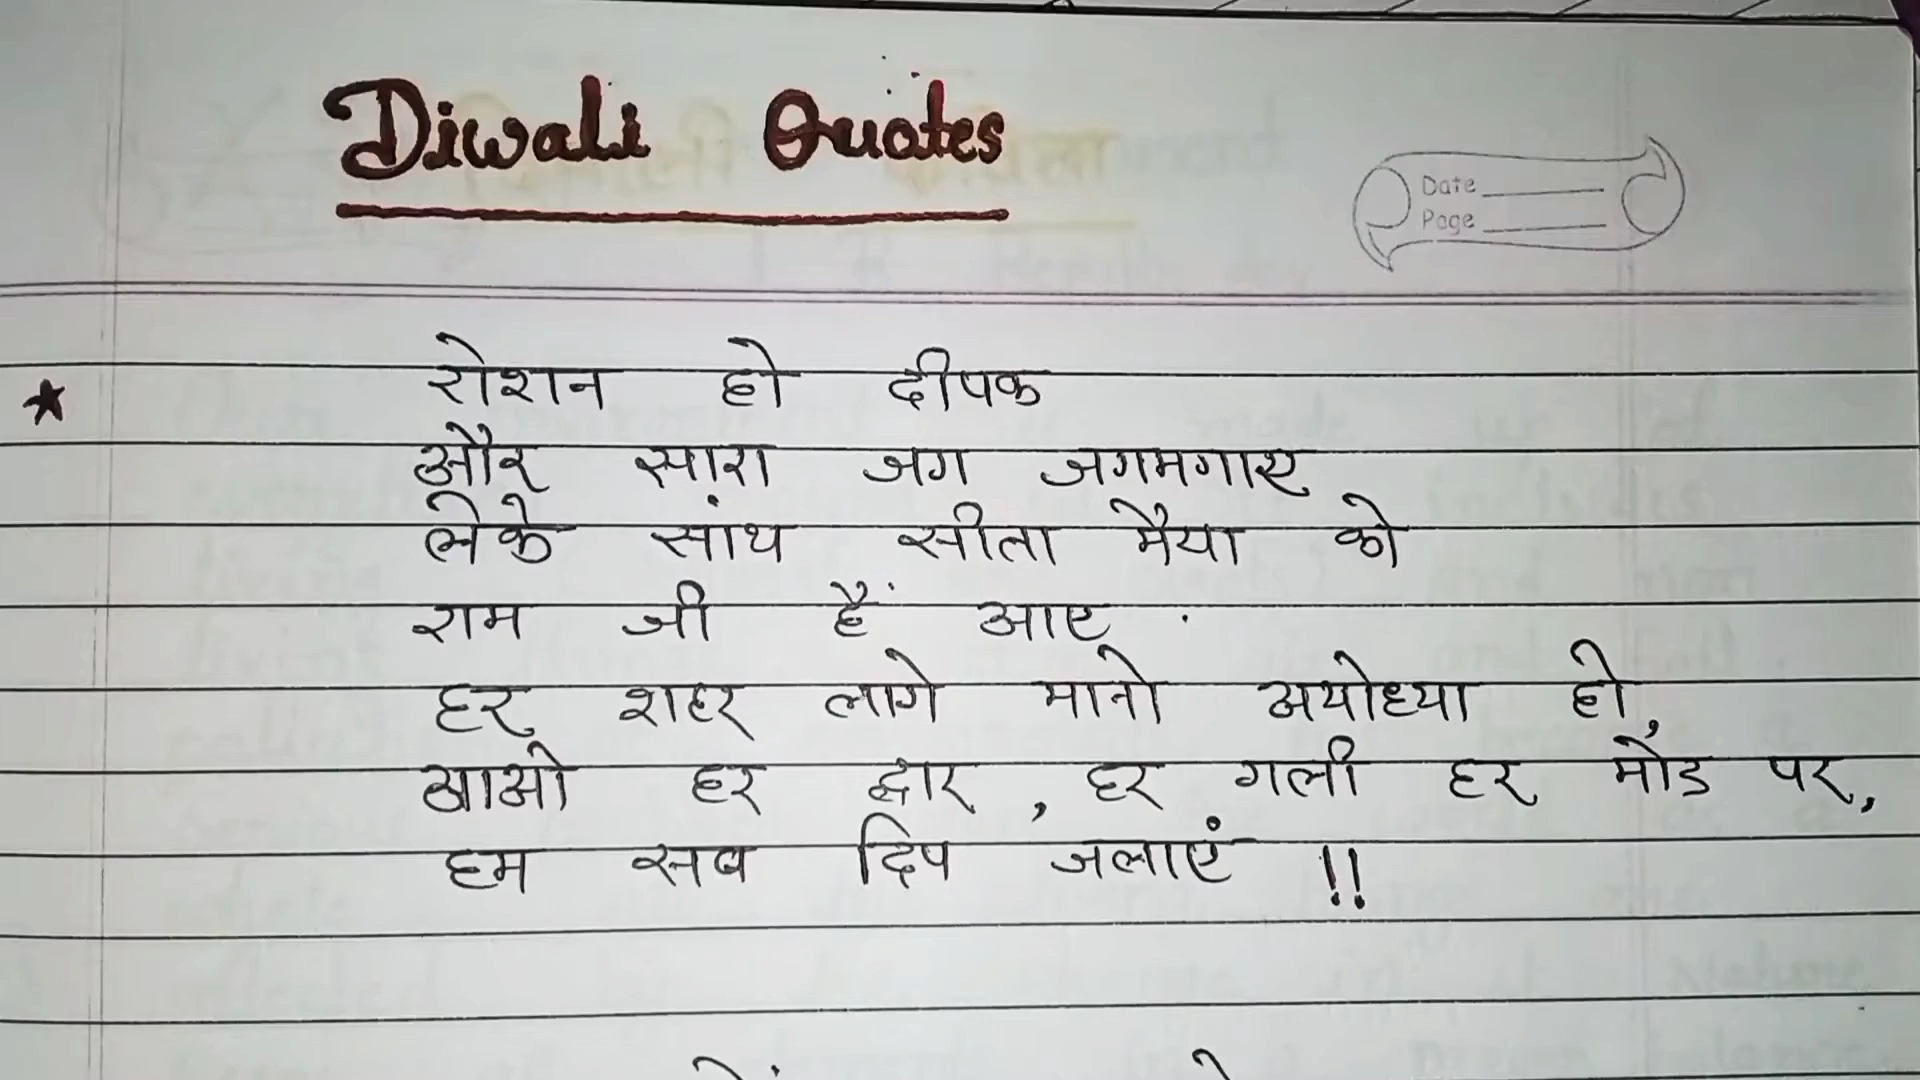 Diwali Quotes
Date
Page
रोशन हो दीपक
और सारा जग जगमगाए
लेके सांथ सीता मैया को
राम जी हैं आए .
हर शहर लागे मानो अयोध्या हो,
आओ हर द्वार , हर गली हर मोड पर,
हम सब दिप जलाएं !!